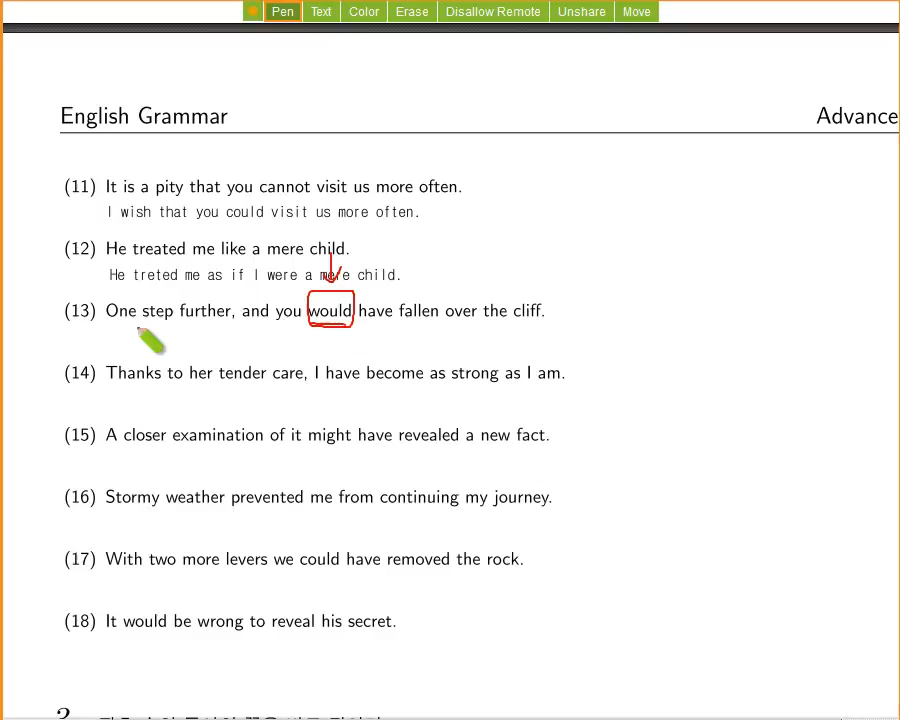 Pen Text Color Erase Disallow Remote Unshare Move
English Grammar Advance
(11) It is a pity that you cannot visit us more often.
I wish that you could visit us more often.
(12) He treated me like a mere child.
He treted me as if I were a mere child.
(13) One step further, and you would have fallen over the cliff.
(14) Thanks to her tender care, I have become as strong as I am.
(15) A closer examination of it might have revealed a new fact.
(16) Stormy weather prevented me from continuing my journey.
(17) With two more levers we could have removed the rock.
(18) It would be wrong to reveal his secret.